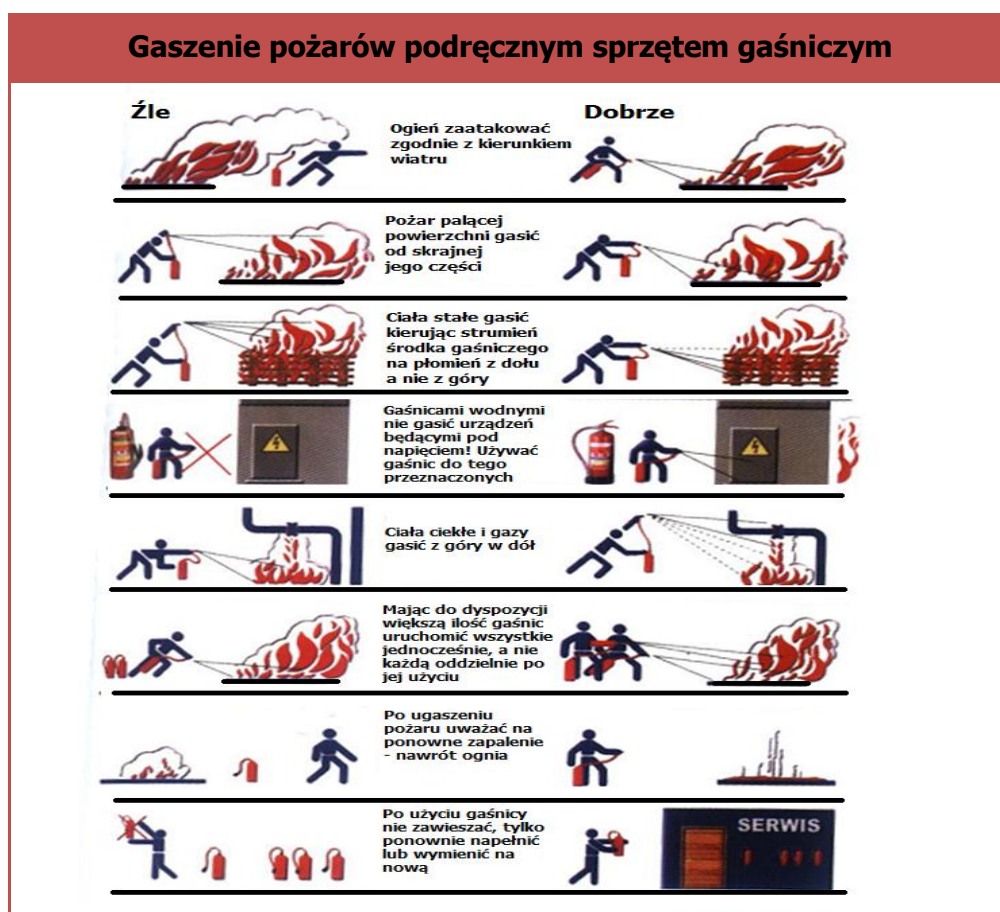 Gaszenie pożarów podręcznym sprzętem gaśniczym
Źle
Dobrze
Ogień zaatakować
zgodnie z kierunkiem
wiatru
Pożar palącej
powierzchni gasić
od skrajnej
jego części
Ciała stałe gasić
kierując strumień
środka gaśniczego
na płomień z dołu
a nie z góry
Gaśnicami wodnymi
nie gasić urządzeń
będącymi pod
napięciem! Używać
gaśnic do tego
przeznaczonych
Ciała ciekłe i gazy
gasić z góry w dół
Mając do dyspozycji
większą ilość gaśnic
uruchomić wszystkie
jednocześnie, a nie
każdą oddzielnie po
jej użyciu
Po ugaszeniu
pożaru uważać na
ponowne zapalenie
- nawrót ognia
Po użyciu gaśnicy
nie zawieszać, tylko
ponownie napełnić
lub wymienić na
nową
SERWIS